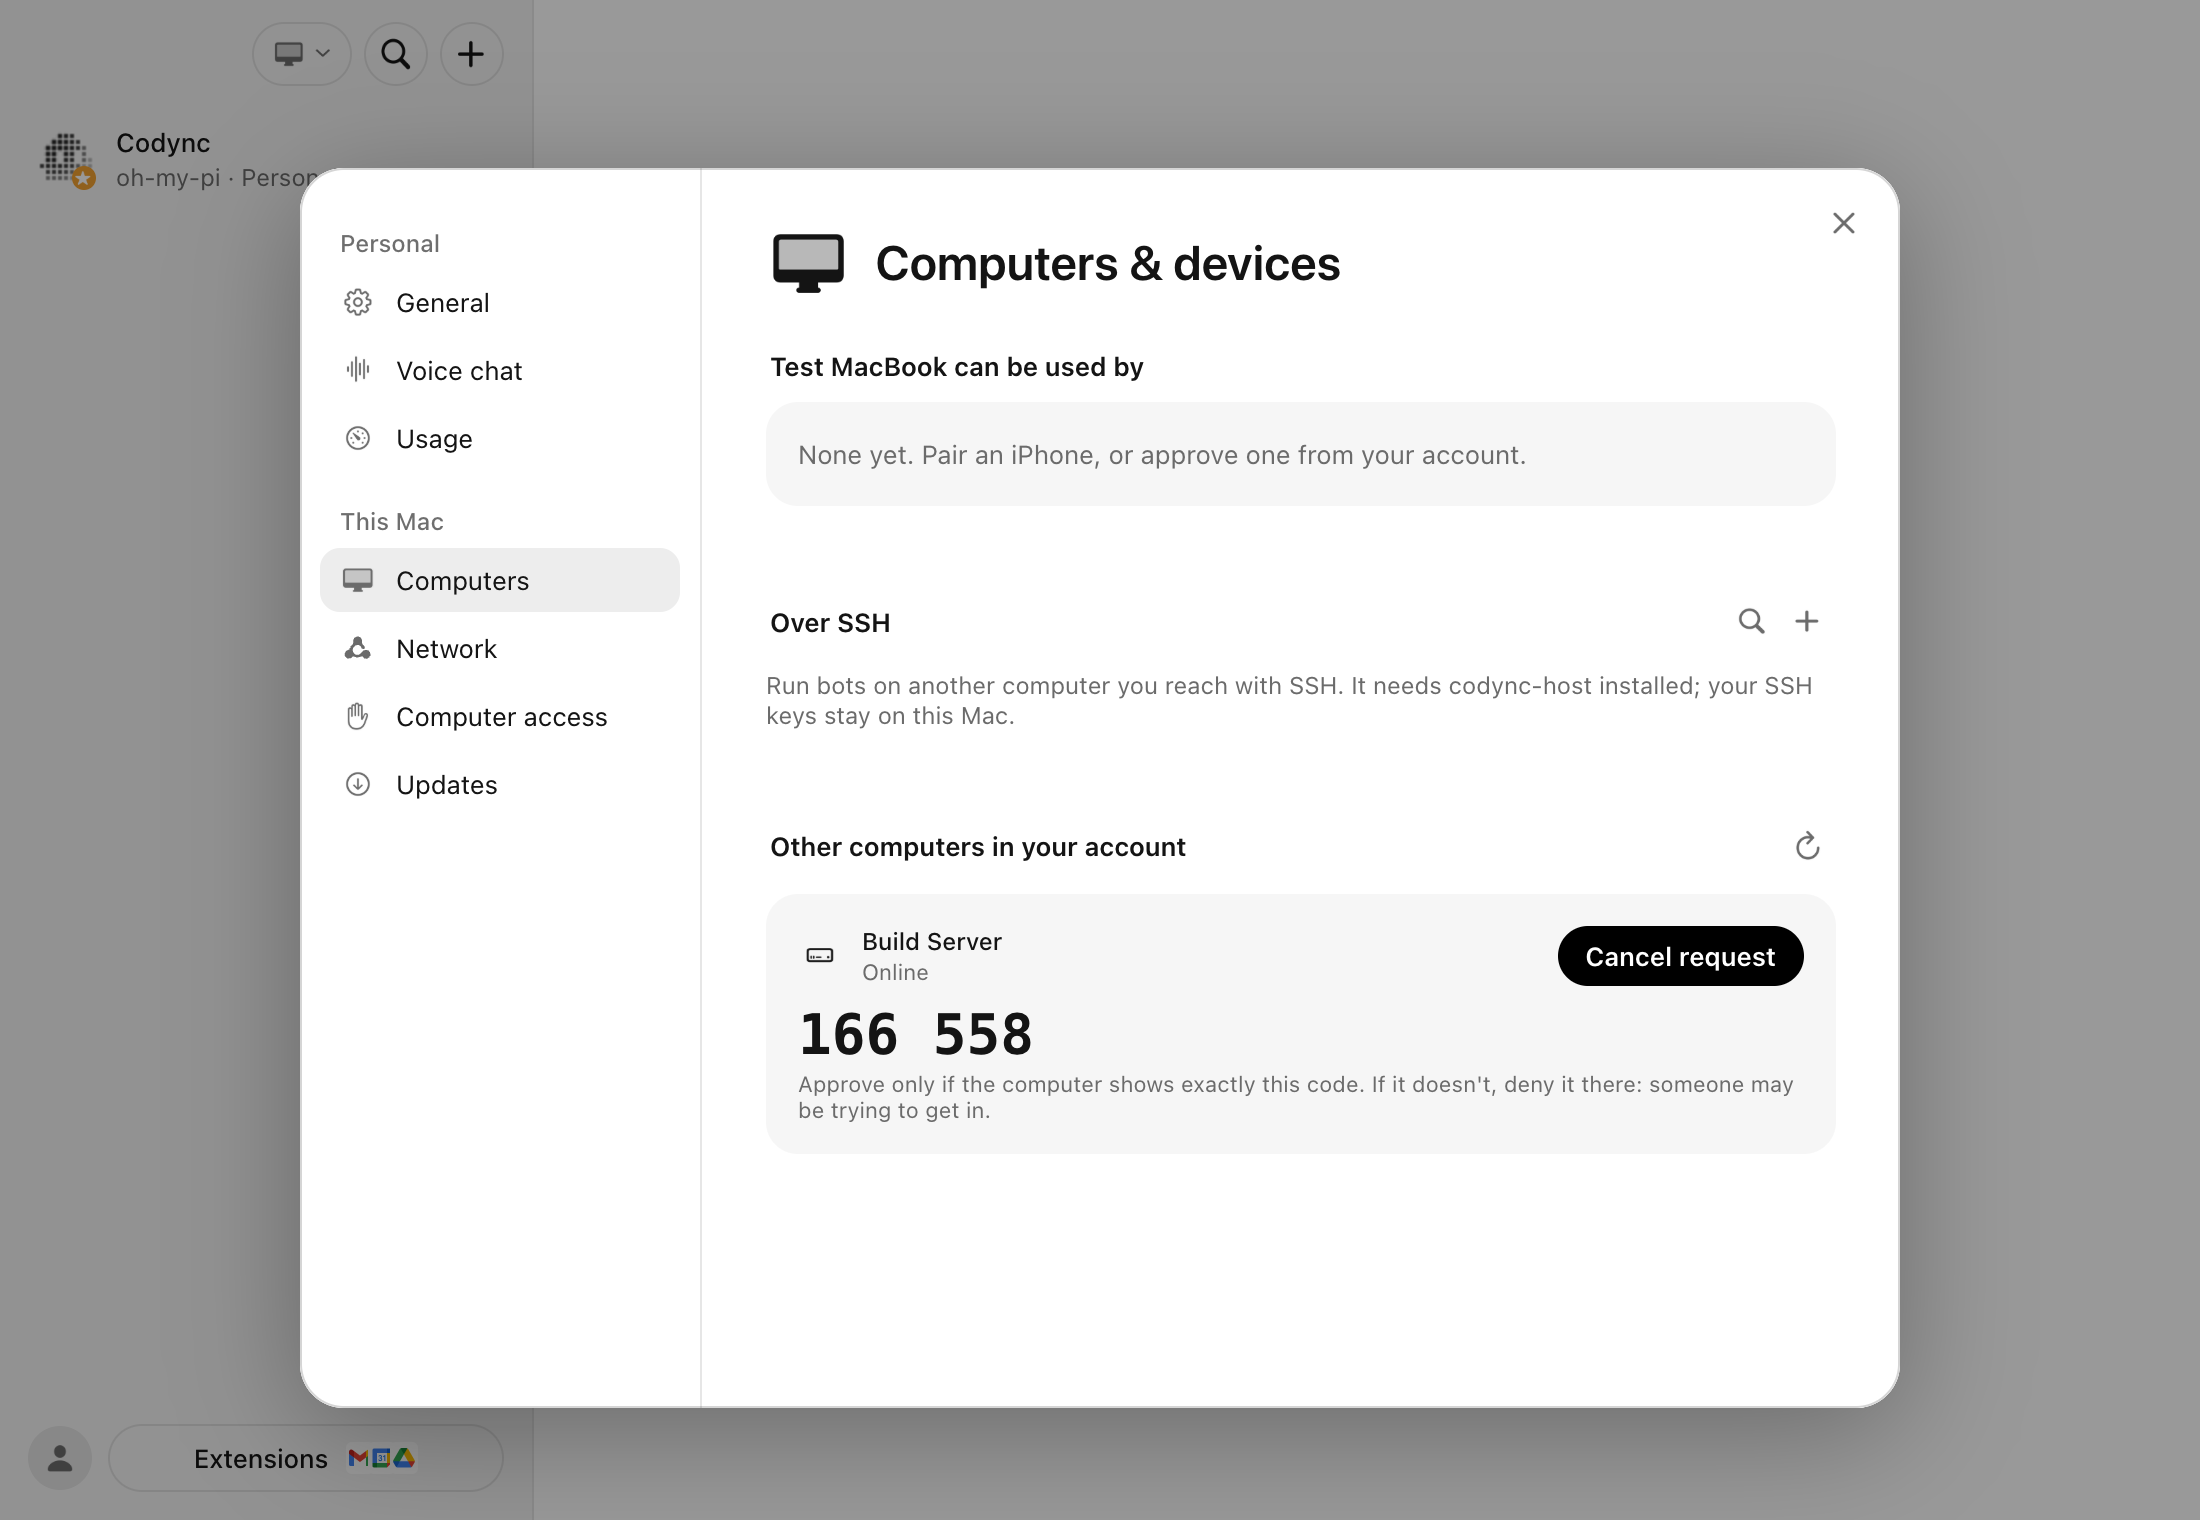 Codync
oh-my-pi · Person
Personal
General
Voice chat
Usage
This Mac
Computers
Network
Computer access
Updates
Computers & devices
Test MacBook can be used by
None yet. Pair an iPhone, or approve one from your account.
Over SSH
Run bots on another computer you reach with SSH. It needs codync-host installed; your SSH
keys stay on this Mac.
Other computers in your account
Build Server
Online
Cancel request
166 558
Approve only if the computer shows exactly this code. If it doesn't, deny it there: someone may
be trying to get in.
Extensions
31